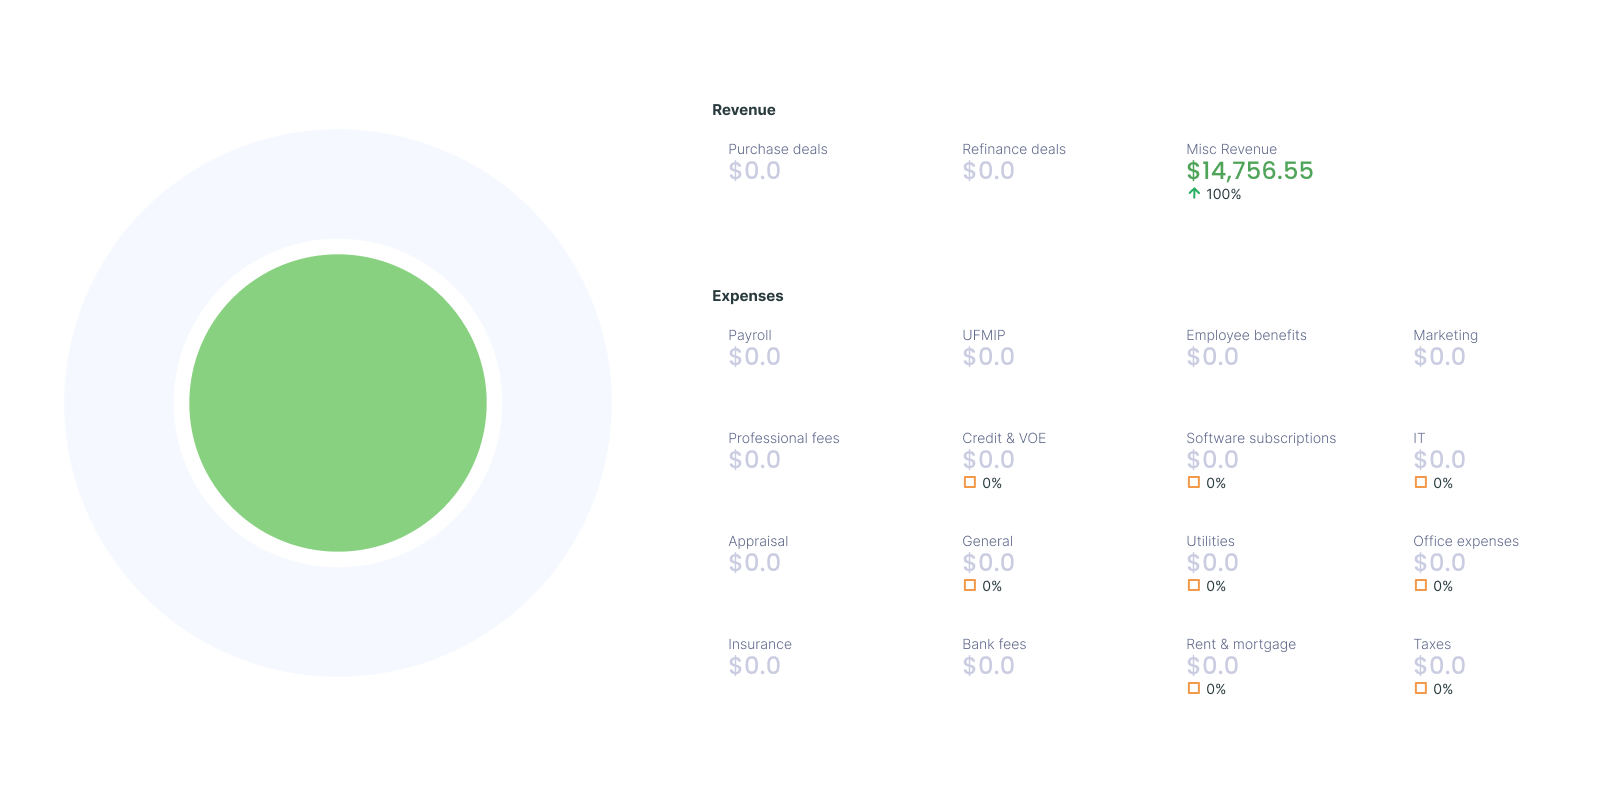 Revenue
Purchase deals Refinance deals Misc Revenue
$0.0 $0.0 $14,756.55
100%
Expenses
Payroll UFMIP Employee benefits Marketing
$0.0 $0.0 $0.0 $0.0
Professional fees Credit & VOE Software subscriptions IT
$0.0 $0.0 $0.0 $0.0
0% 0% 0%
Appraisal General Utilities Office expenses
$0.0 $0.0 $0.0 $0.0
0% 0% 0%
Insurance Bank fees Rent & mortgage Taxes
$0.0 $0.0 $0.0 $0.0
0% 0%